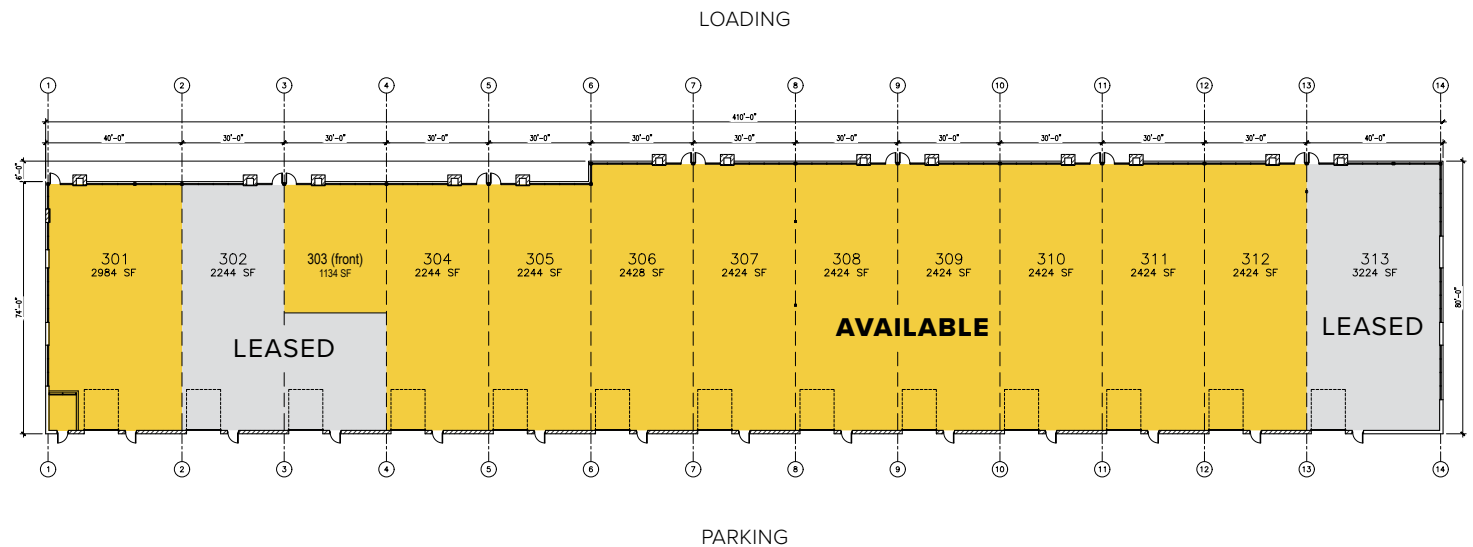 LOADING
1 2 3 4 5 6 7 8 9 10 11 12 13 14
410'-0"
40'-0" 30'-0" 30'-0" 30'-0" 30'-0" 30'-0" 30'-0" 30'-0" 30'-0" 30'-0" 30'-0" 30'-0" 40'-0"
6'-0"
74'-0"
80'-0"
301
2984 SF
302
2244 SF
303 (front)
1134 SF
304
2244 SF
305
2244 SF
306
2428 SF
307
2424 SF
308
2424 SF
309
2424 SF
310
2424 SF
311
2424 SF
312
2424 SF
313
3224 SF
LEASED
AVAILABLE
LEASED
1 2 3 4 5 6 7 8 9 10 11 12 13 14
PARKING